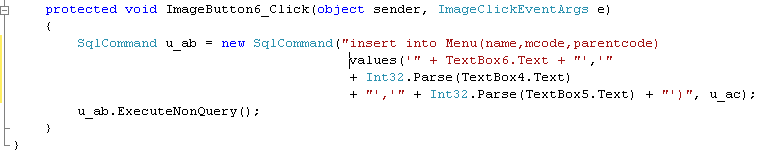 protected void ImageButton6_Click(object sender, ImageClickEventArgs e)
{
SqlCommand u_ab = new SqlCommand("insert into Menu(name,mcode,parentcode)
values('" + TextBox6.Text + "','"
+ Int32.Parse(TextBox4.Text)
+ "','" + Int32.Parse(TextBox5.Text) + "')", u_ac);
u_ab.ExecuteNonQuery();
}
}